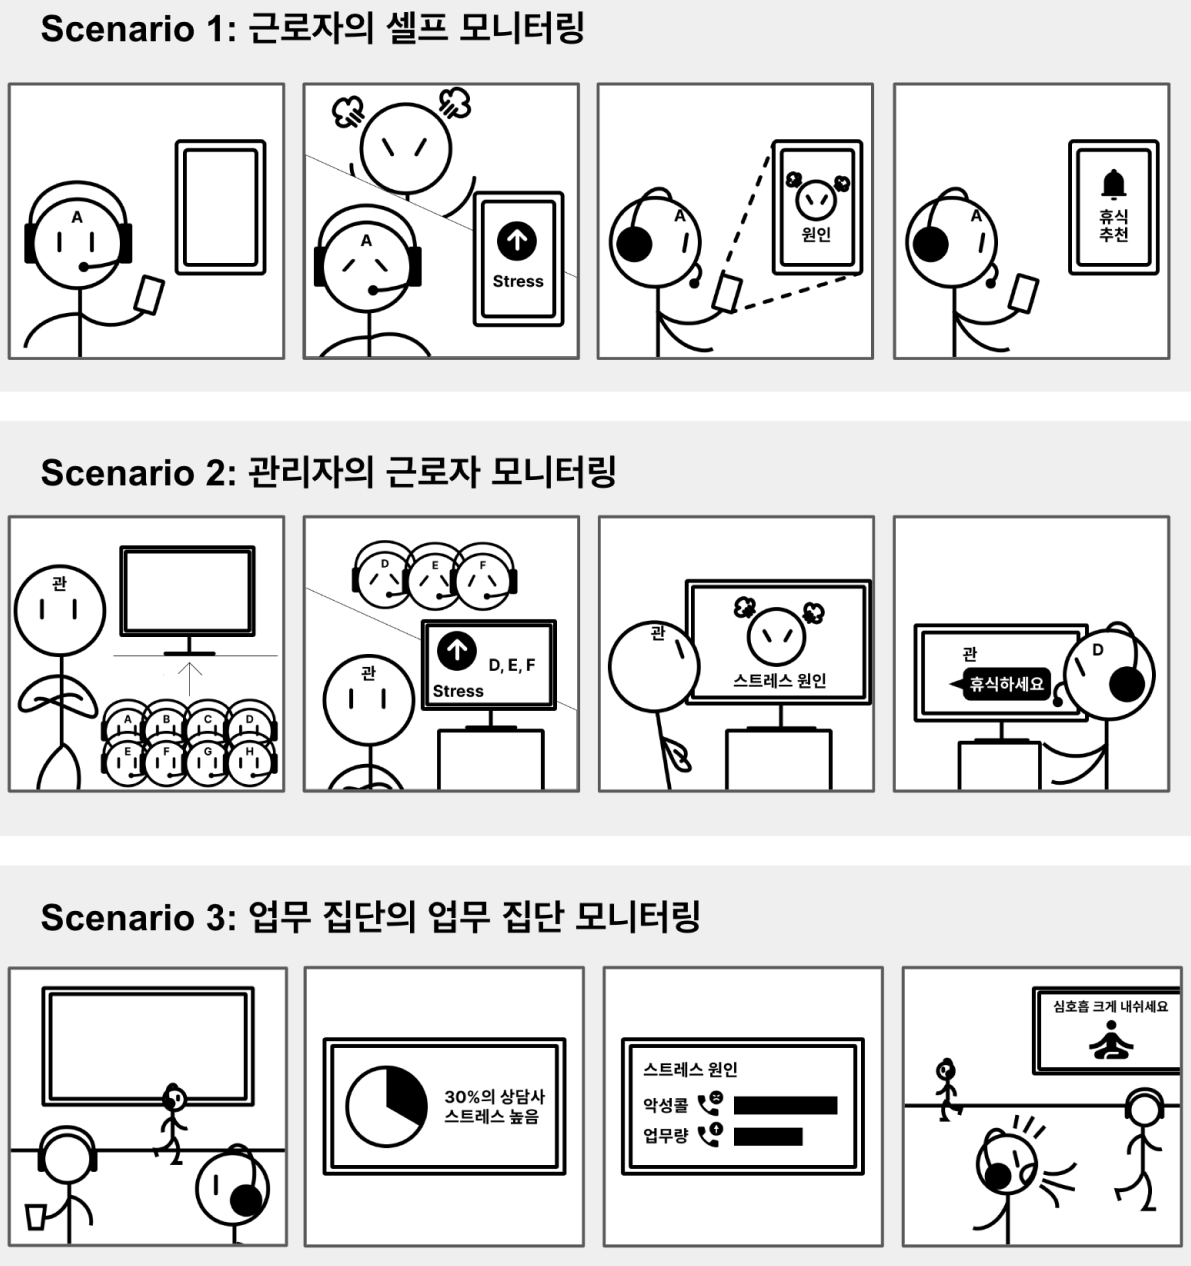 Scenario 1: 근로자의 셀프 모니터링
A
A
Stress
A
원인
A
휴식
추천
Scenario 2: 관리자의 근로자 모니터링
관
A B C D
E F G H
D E F
관
D, E, F
Stress
관
스트레스 원인
관
휴식하세요
D
Scenario 3: 업무 집단의 업무 집단 모니터링
30%의 상담사
스트레스 높음
스트레스 원인
악성콜
업무량
심호흡 크게 내쉬세요